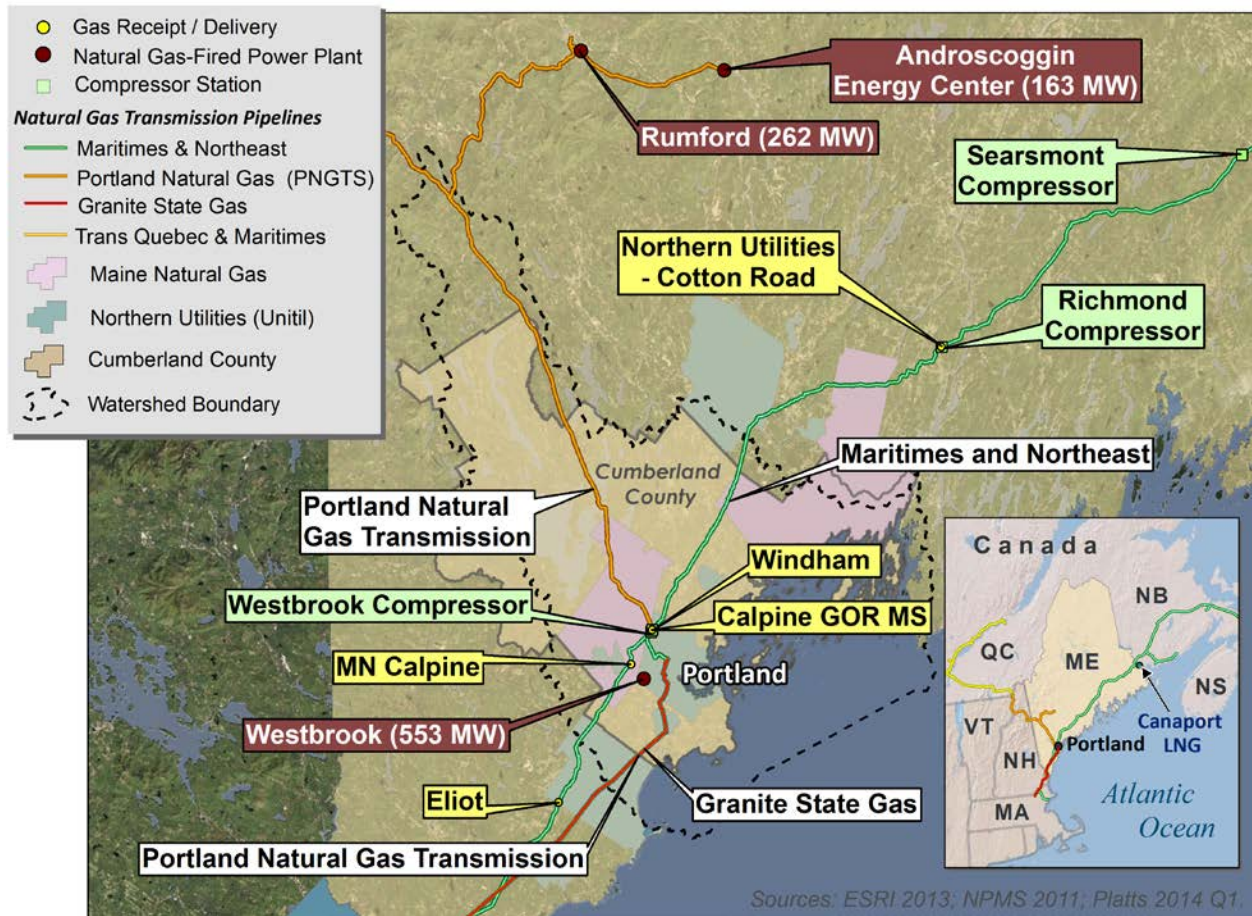 Gas Receipt / Delivery
Natural Gas-Fired Power Plant
Compressor Station
Natural Gas Transmission Pipelines
Maritimes & Northeast
Portland Natural Gas (PNGTS)
Granite State Gas
Trans Quebec & Maritimes
Maine Natural Gas
Northern Utilities (Unitil)
Cumberland County
Watershed Boundary
Androscoggin
Energy Center (163 MW)
Rumford (262 MW)
Searsmont
Compressor
Northern Utilities
- Cotton Road
Richmond
Compressor
Maritimes and Northeast
Cumberland
County
Portland Natural
Gas Transmission
Windham
Westbrook Compressor
Calpine GOR MS
MN Calpine
Portland
Westbrook (553 MW)
Eliot
Granite State Gas
Portland Natural Gas Transmission
Canada
NB
QC
ME
NS
VT
Canaport
LNG
Portland
NH
MA
Atlantic
Ocean
Sources: ESRI 2013; NPMS 2011; Platts 2014 Q1.